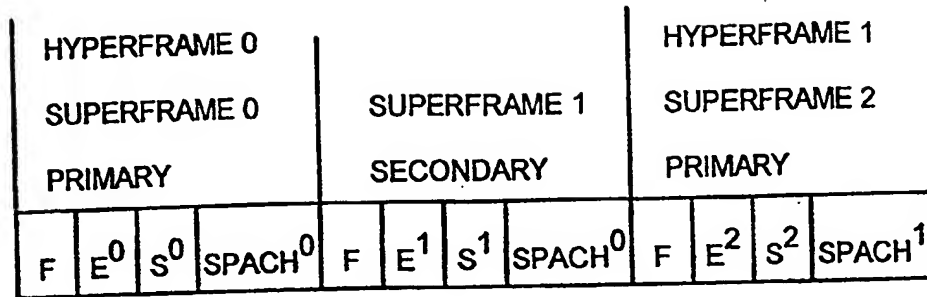 HYPERFRAME 0
SUPERFRAME 0
PRIMARY
SUPERFRAME 1
SECONDARY
HYPERFRAME 1
SUPERFRAME 2
PRIMARY
F E⁰ S⁰ SPACH⁰ F E¹ S¹ SPACH⁰ F E² S² SPACH¹